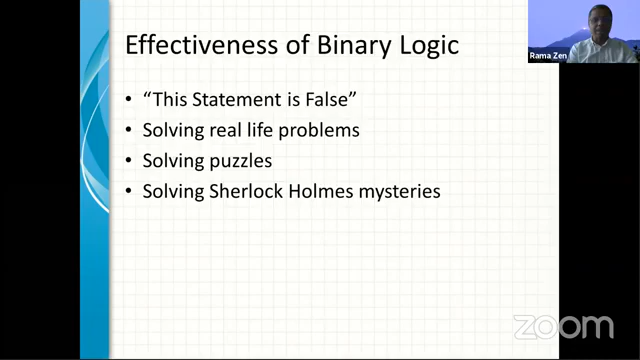 Effectiveness of Binary Logic
• “This Statement is False”
• Solving real life problems
• Solving puzzles
• Solving Sherlock Holmes mysteries
Rama Zen
zoom